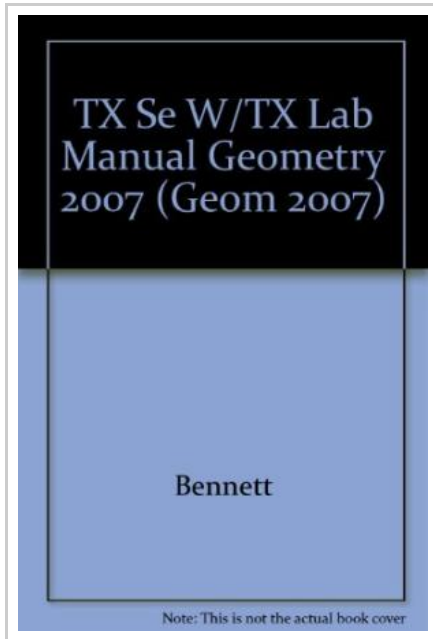 TX Se W/TX Lab
Manual Geometry
2007 (Geom 2007)
Bennett
Note: This is not the actual book cover